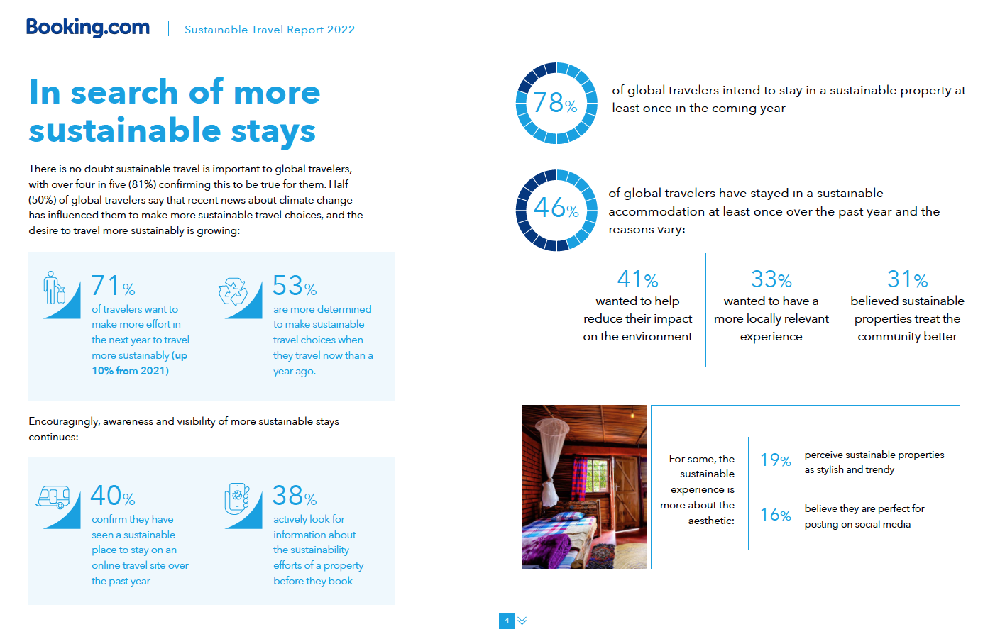 Booking.com
Sustainable Travel Report 2022
In search of more
sustainable stays
There is no doubt sustainable travel is important to global travelers,
with over four in five (81%) confirming this to be true for them. Half
(50%) of global travelers say that recent news about climate change
has influenced them to make more sustainable travel choices, and the
desire to travel more sustainably is growing:
71%
of travelers want to
make more effort in
the next year to travel
more sustainably (up
10% from 2021)
53%
are more determined
to make sustainable
travel choices when
they travel now than a
year ago.
Encouragingly, awareness and visibility of more sustainable stays
continues:
40%
confirm they have
seen a sustainable
place to stay on an
online travel site over
the past year
38%
actively look for
information about
the sustainability
efforts of a property
before they book
78%
of global travelers intend to stay in a sustainable property at
least once in the coming year
46%
of global travelers have stayed in a sustainable
accommodation at least once over the past year and the
reasons vary:
41%
wanted to help
reduce their impact
on the environment
33%
wanted to have a
more locally relevant
experience
31%
believed sustainable
properties treat the
community better
For some, the
sustainable
experience is
more about the
aesthetic:
19%
perceive sustainable properties
as stylish and trendy
16%
believe they are perfect for
posting on social media
4